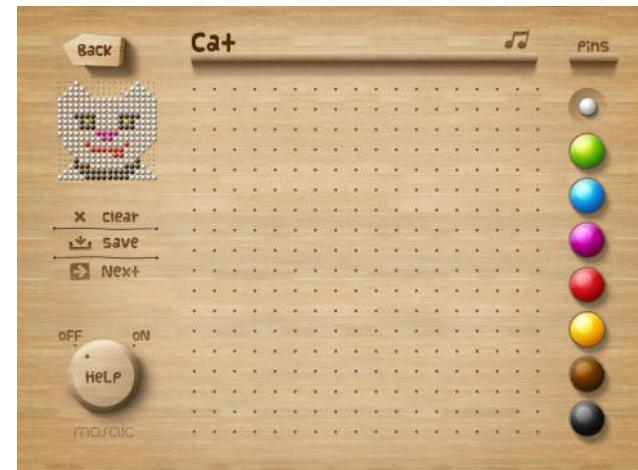 Back
Cat
Pins
x clear
save
Next
OFF
ON
HeLP
mosaic